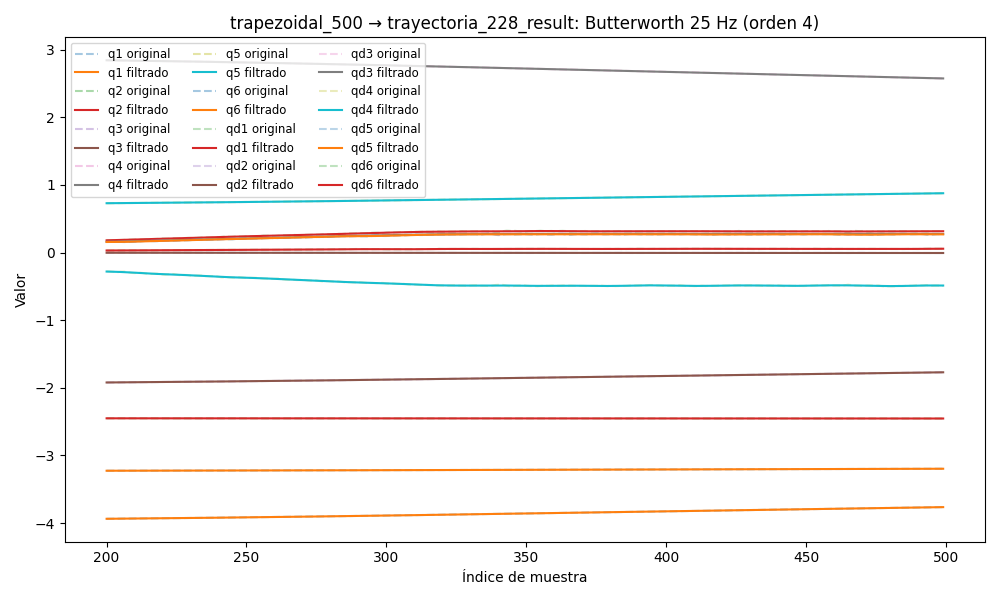 trapezoidal_500 → trayectoria_228_result: Butterworth 25 Hz (orden 4)
q1 original
q1 filtrado
q2 original
q2 filtrado
q3 original
q3 filtrado
q4 original
q4 filtrado
q5 original
q5 filtrado
q6 original
q6 filtrado
qd1 original
qd1 filtrado
qd2 original
qd2 filtrado
qd3 original
qd3 filtrado
qd4 original
qd4 filtrado
qd5 original
qd5 filtrado
qd6 original
qd6 filtrado
Valor
3
2
1
0
−1
−2
−3
−4
200
250
300
350
400
450
500
Índice de muestra